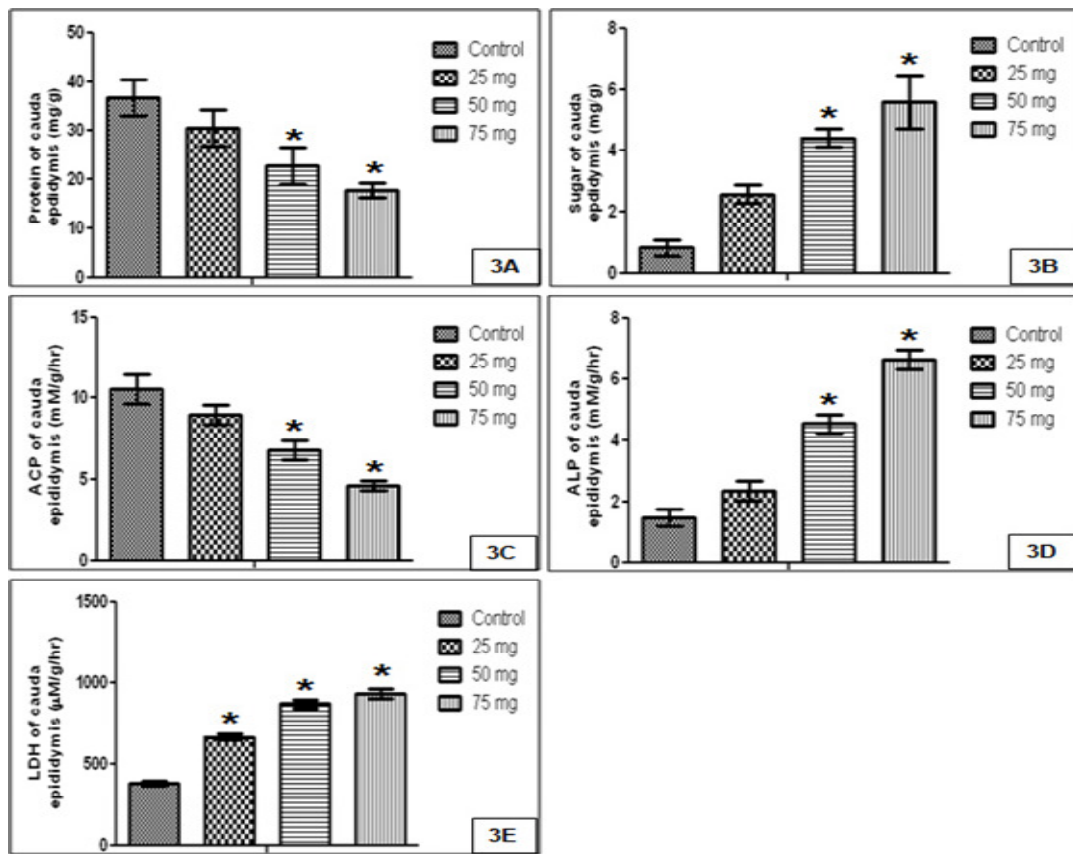 Protein of cauda
epdidymis (mg/g)
50
40
30
20
10
0
*
*
Control
25 mg
50 mg
75 mg
3A
Sugar of cauda
epdidymis (mg/g)
8
6
4
2
0
*
*
Control
25 mg
50 mg
75 mg
3B
ACP of cauda
epididymis (mM/g/hr)
15
10
5
0
*
*
Control
25 mg
50 mg
75 mg
3C
ALP of cauda
epididymis (mM/g/hr)
8
6
4
2
0
*
*
Control
25 mg
50 mg
75 mg
3D
LDH of cauda
epididymis (µM/g/hr)
1500
1000
500
0
*
*
*
Control
25 mg
50 mg
75 mg
3E